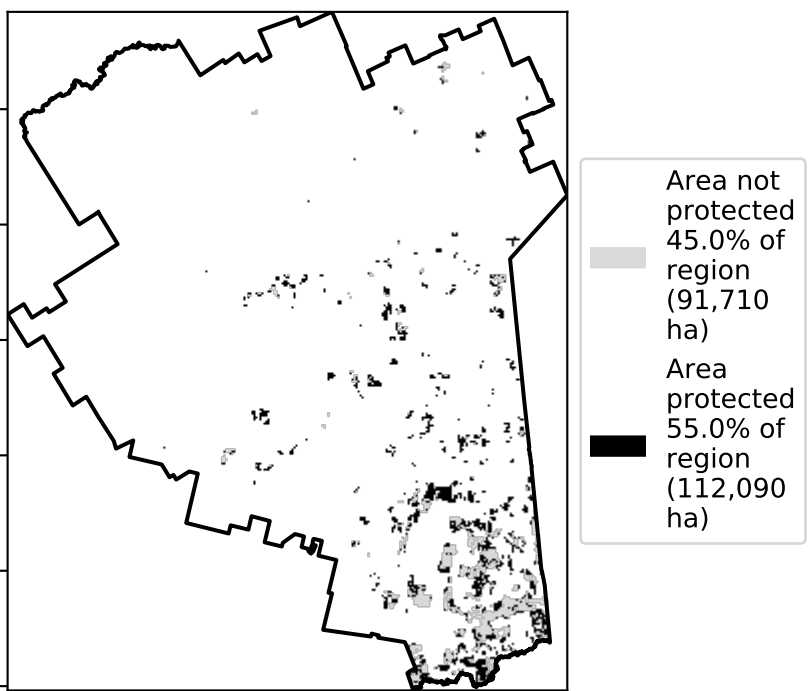 Area not
protected
45.0% of
region
(91,710
ha)
Area
protected
55.0% of
region
(112,090
ha)